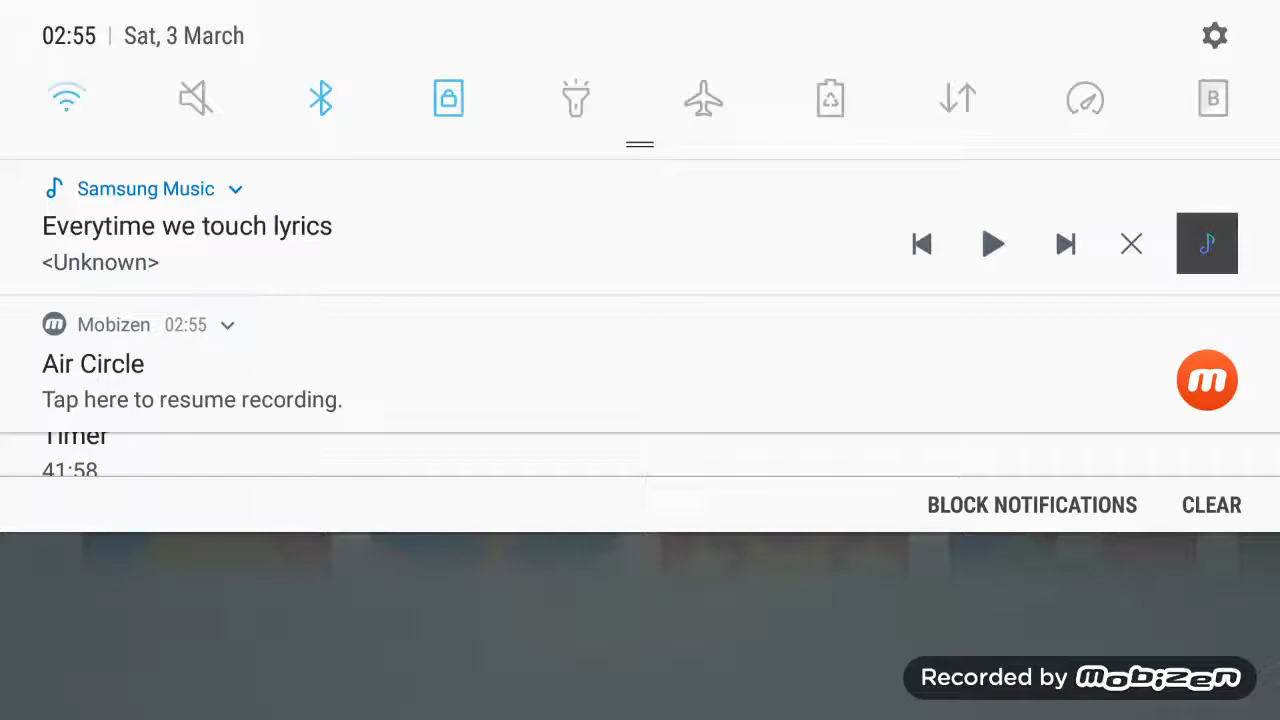 02:55 | Sat, 3 March
B
Samsung Music
Everytime we touch lyrics
<Unknown>
m Mobizen 02:55
Air Circle
m
Tap here to resume recording.
Timer
41:58
BLOCK NOTIFICATIONS CLEAR
Recorded by mobizen